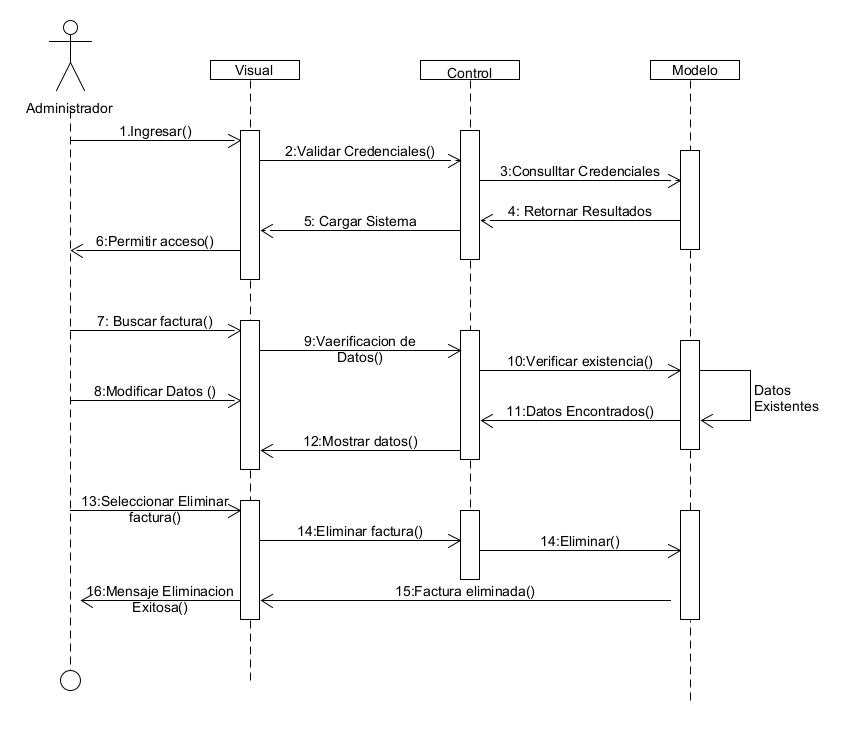 Visual
Control
Modelo
Administrador
1.Ingresar()
2:Validar Credenciales()
3:Consulltar Credenciales
4: Retornar Resultados
5: Cargar Sistema
6:Permitir acceso()
7: Buscar factura()
9:Vaerificacion de
Datos()
10:Verificar existencia()
8:Modificar Datos ()
Datos
Existentes
11:Datos Encontrados()
12:Mostrar datos()
13:Seleccionar Eliminar
factura()
14:Eliminar factura()
14:Eliminar()
16:Mensaje Eliminacion
Exitosa()
15:Factura eliminada()